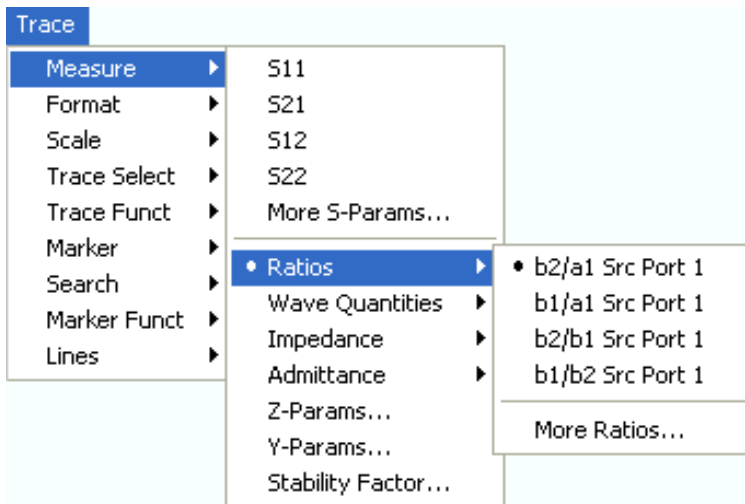 Trace
Measure
Format
Scale
Trace Select
Trace Funct
Marker
Search
Marker Funct
Lines
S11
S21
S12
S22
More S-Params...
Ratios
Wave Quantities
Impedance
Admittance
Z-Params...
Y-Params...
Stability Factor...
b2/a1 Src Port 1
b1/a1 Src Port 1
b2/b1 Src Port 1
b1/b2 Src Port 1
More Ratios...